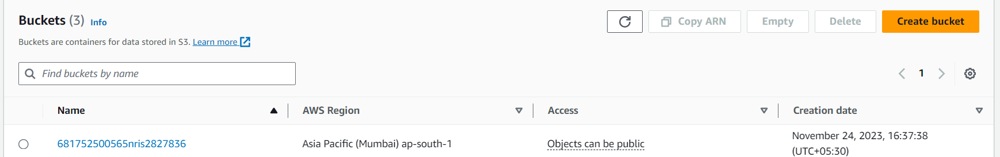 Buckets (3) Info
Copy ARN Empty Delete Create bucket
Buckets are containers for data stored in S3. Learn more
Find buckets by name
1
Name AWS Region Access Creation date
681752500565nris2827836 Asia Pacific (Mumbai) ap-south-1 Objects can be public November 24, 2023, 16:37:38
(UTC+05:30)